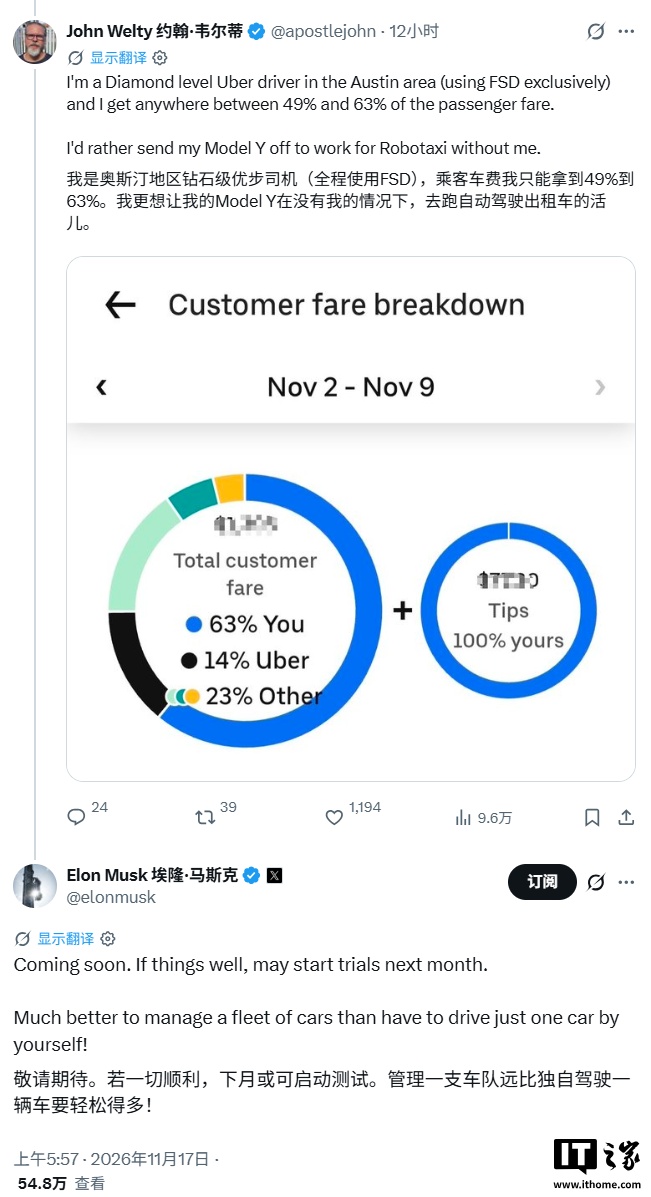 John Welty 约翰·韦尔蒂 @apostlejohn · 12小时
显示翻译
I'm a Diamond level Uber driver in the Austin area (using FSD exclusively)
and I get anywhere between 49% and 63% of the passenger fare.
I'd rather send my Model Y off to work for Robotaxi without me.
我是奥斯汀地区钻石级优步司机（全程使用FSD），乘客车费我只能拿到49%到
63%。我更想让我的Model Y在没有我的情况下，去跑自动驾驶出租车的活
儿。
Customer fare breakdown
Nov 2 - Nov 9
Total customer
fare
63% You
14% Uber
23% Other
+
Tips
100% yours
24 39 1,194 9.6万
Elon Musk 埃隆·马斯克
@elonmusk
订阅
显示翻译
Coming soon. If things well, may start trials next month.
Much better to manage a fleet of cars than have to drive just one car by
yourself!
敬请期待。若一切顺利，下月或可启动测试。管理一支车队远比独自驾驶一
辆车要轻松得多！
上午5:57 · 2026年11月17日 ·
54.8万 查看
IT之家
www.ithome.com